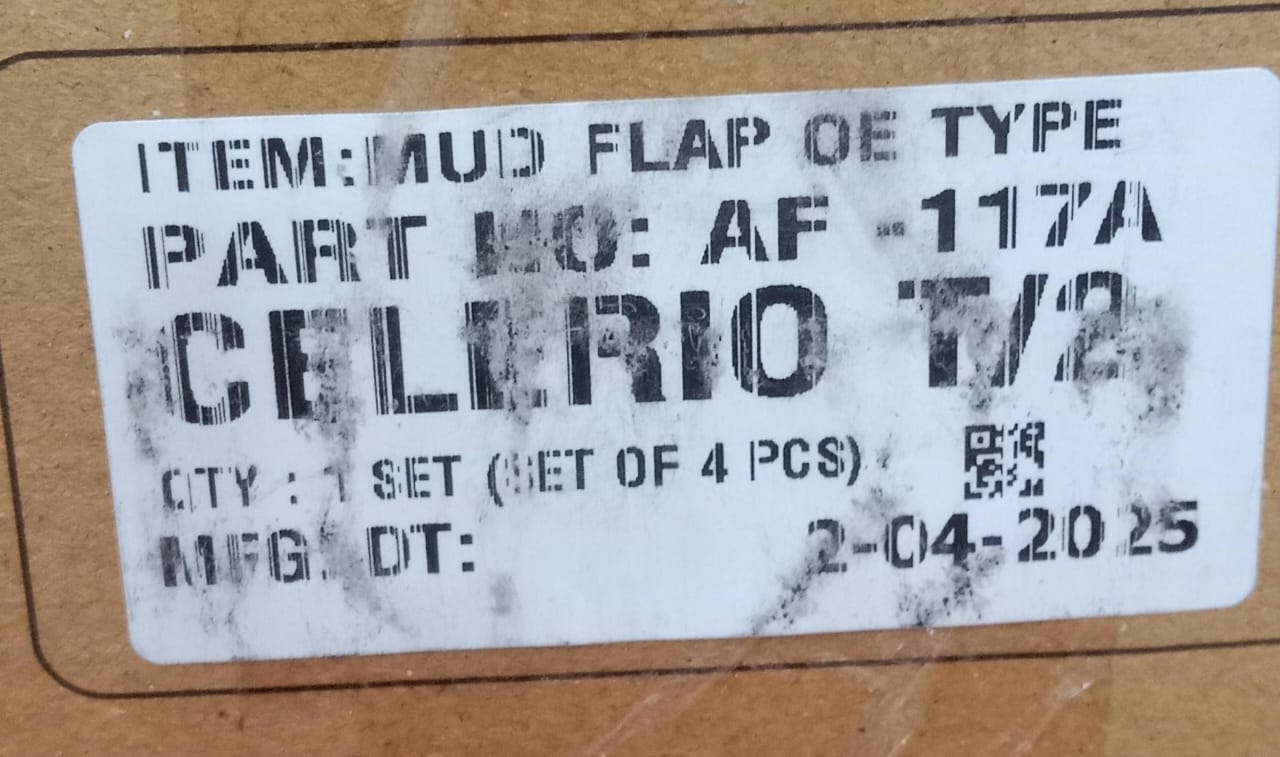 ITEM:MUD FLAP OE TYPE
PART NO: AF -117A
CELERIO T/2
QTY : 1 SET (SET OF 4 PCS)
MFG. DT: 2-04-2025